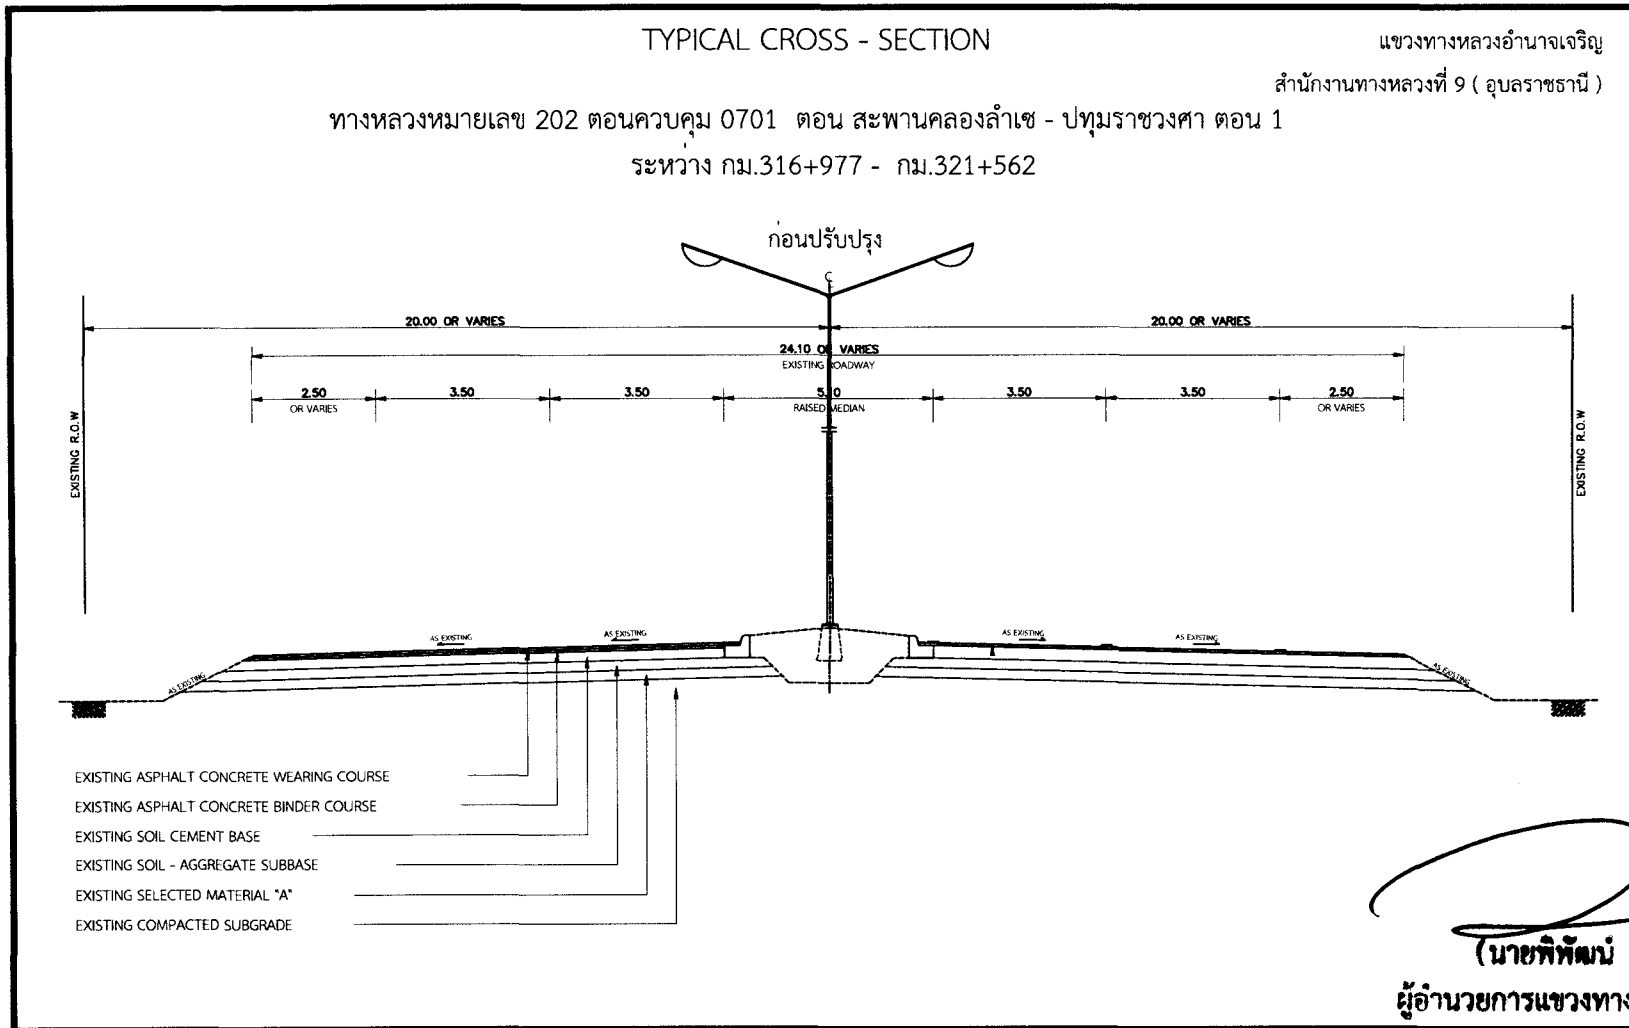 TYPICAL CROSS - SECTION
แขวงทางหลวงอำนาจเจริญ
สำนักงานทางหลวงที่ 9 ( อุบลราชธานี )
ทางหลวงหมายเลข 202 ตอนควบคุม 0701 ตอน สะพานคลองลำเซ - ปทุมราชวงศา ตอน 1
ระหว่าง กม.316+977 - กม.321+562
ก่อนปรับปรุง
20.00 OR VARIES
20.00 OR VARIES
24.10 OR VARIES
EXISTING ROADWAY
2.50
OR VARIES
3.50
3.50
5.10
RAISED MEDIAN
3.50
3.50
2.50
OR VARIES
EXISTING R.O.W
EXISTING R.O.W
AS EXISTING
AS EXISTING
AS EXISTING
AS EXISTING
AS EXISTING
AS EXISTING
EXISTING ASPHALT CONCRETE WEARING COURSE
EXISTING ASPHALT CONCRETE BINDER COURSE
EXISTING SOIL CEMENT BASE
EXISTING SOIL - AGGREGATE SUBBASE
EXISTING SELECTED MATERIAL "A"
EXISTING COMPACTED SUBGRADE
(นายพิพัฒน์
ผู้อำนวยการแขวงทาง